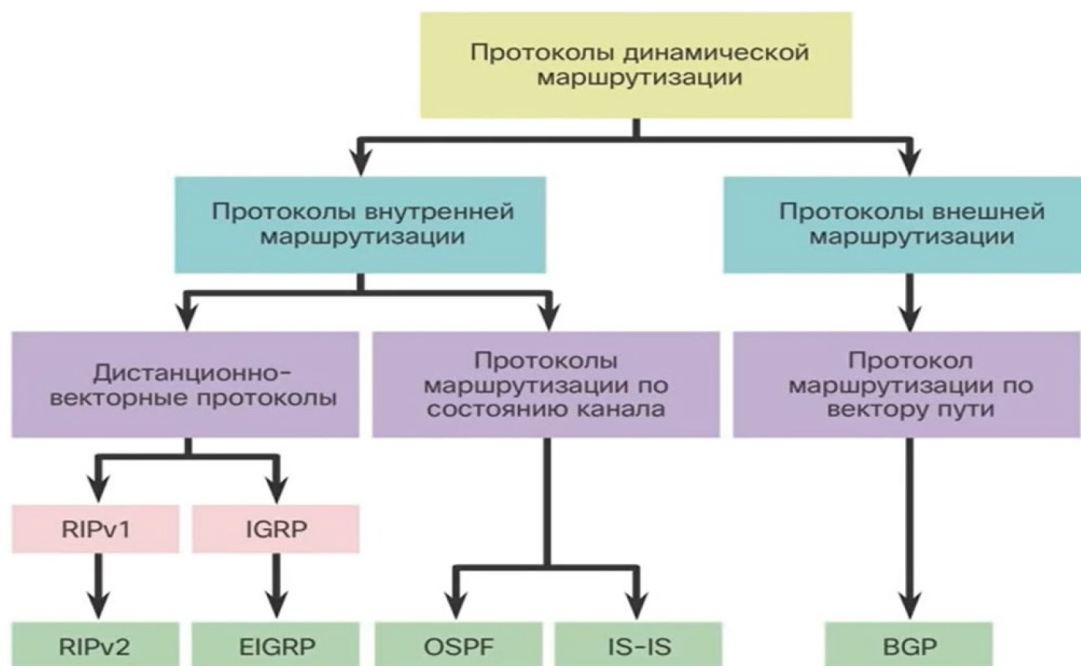 Протоколы динамической
маршрутизации
Протоколы внутренней
маршрутизации
Протоколы внешней
маршрутизации
Дистанционно-
векторные протоколы
Протоколы
маршрутизации по
состоянию канала
Протокол
маршрутизации по
вектору пути
RIPv1
IGRP
RIPv2
EIGRP
OSPF
IS-IS
BGP